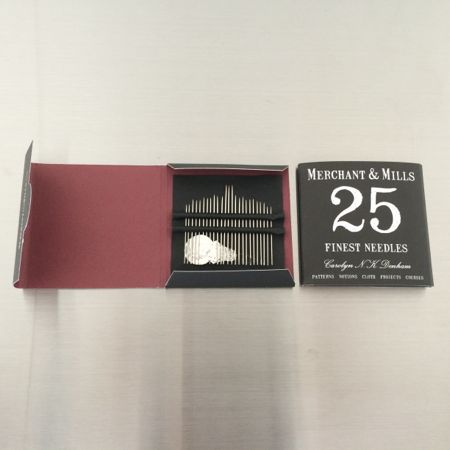 MERCHANT & MILLS
25
FINEST NEEDLES
Carolyn N.K. Denham
PATTERNS NOTIONS CLOTH PROJECTS COURSES